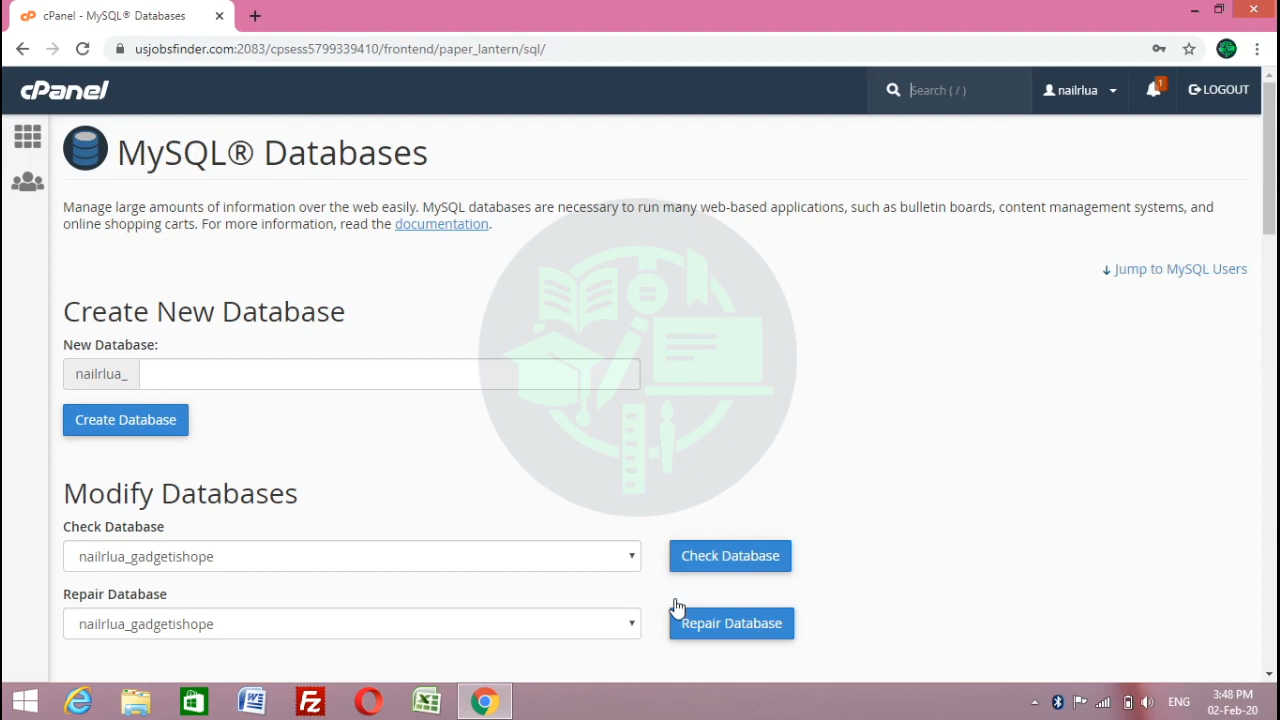 cPanel - MySQL® Databases
usjobsfinder.com:2083/cpsess5799339410/frontend/paper_lantern/sql/
cPanel
Search ( / )
nailrlua
1
LOGOUT
MySQL® Databases
Manage large amounts of information over the web easily. MySQL databases are necessary to run many web-based applications, such as bulletin boards, content management systems, and
online shopping carts. For more information, read the documentation.
Jump to MySQL Users
Create New Database
New Database:
nailrlua_
Create Database
Modify Databases
Check Database
nailrlua_gadgetishope
Check Database
Repair Database
nailrlua_gadgetishope
Repair Database
ENG
3:48 PM
02-Feb-20